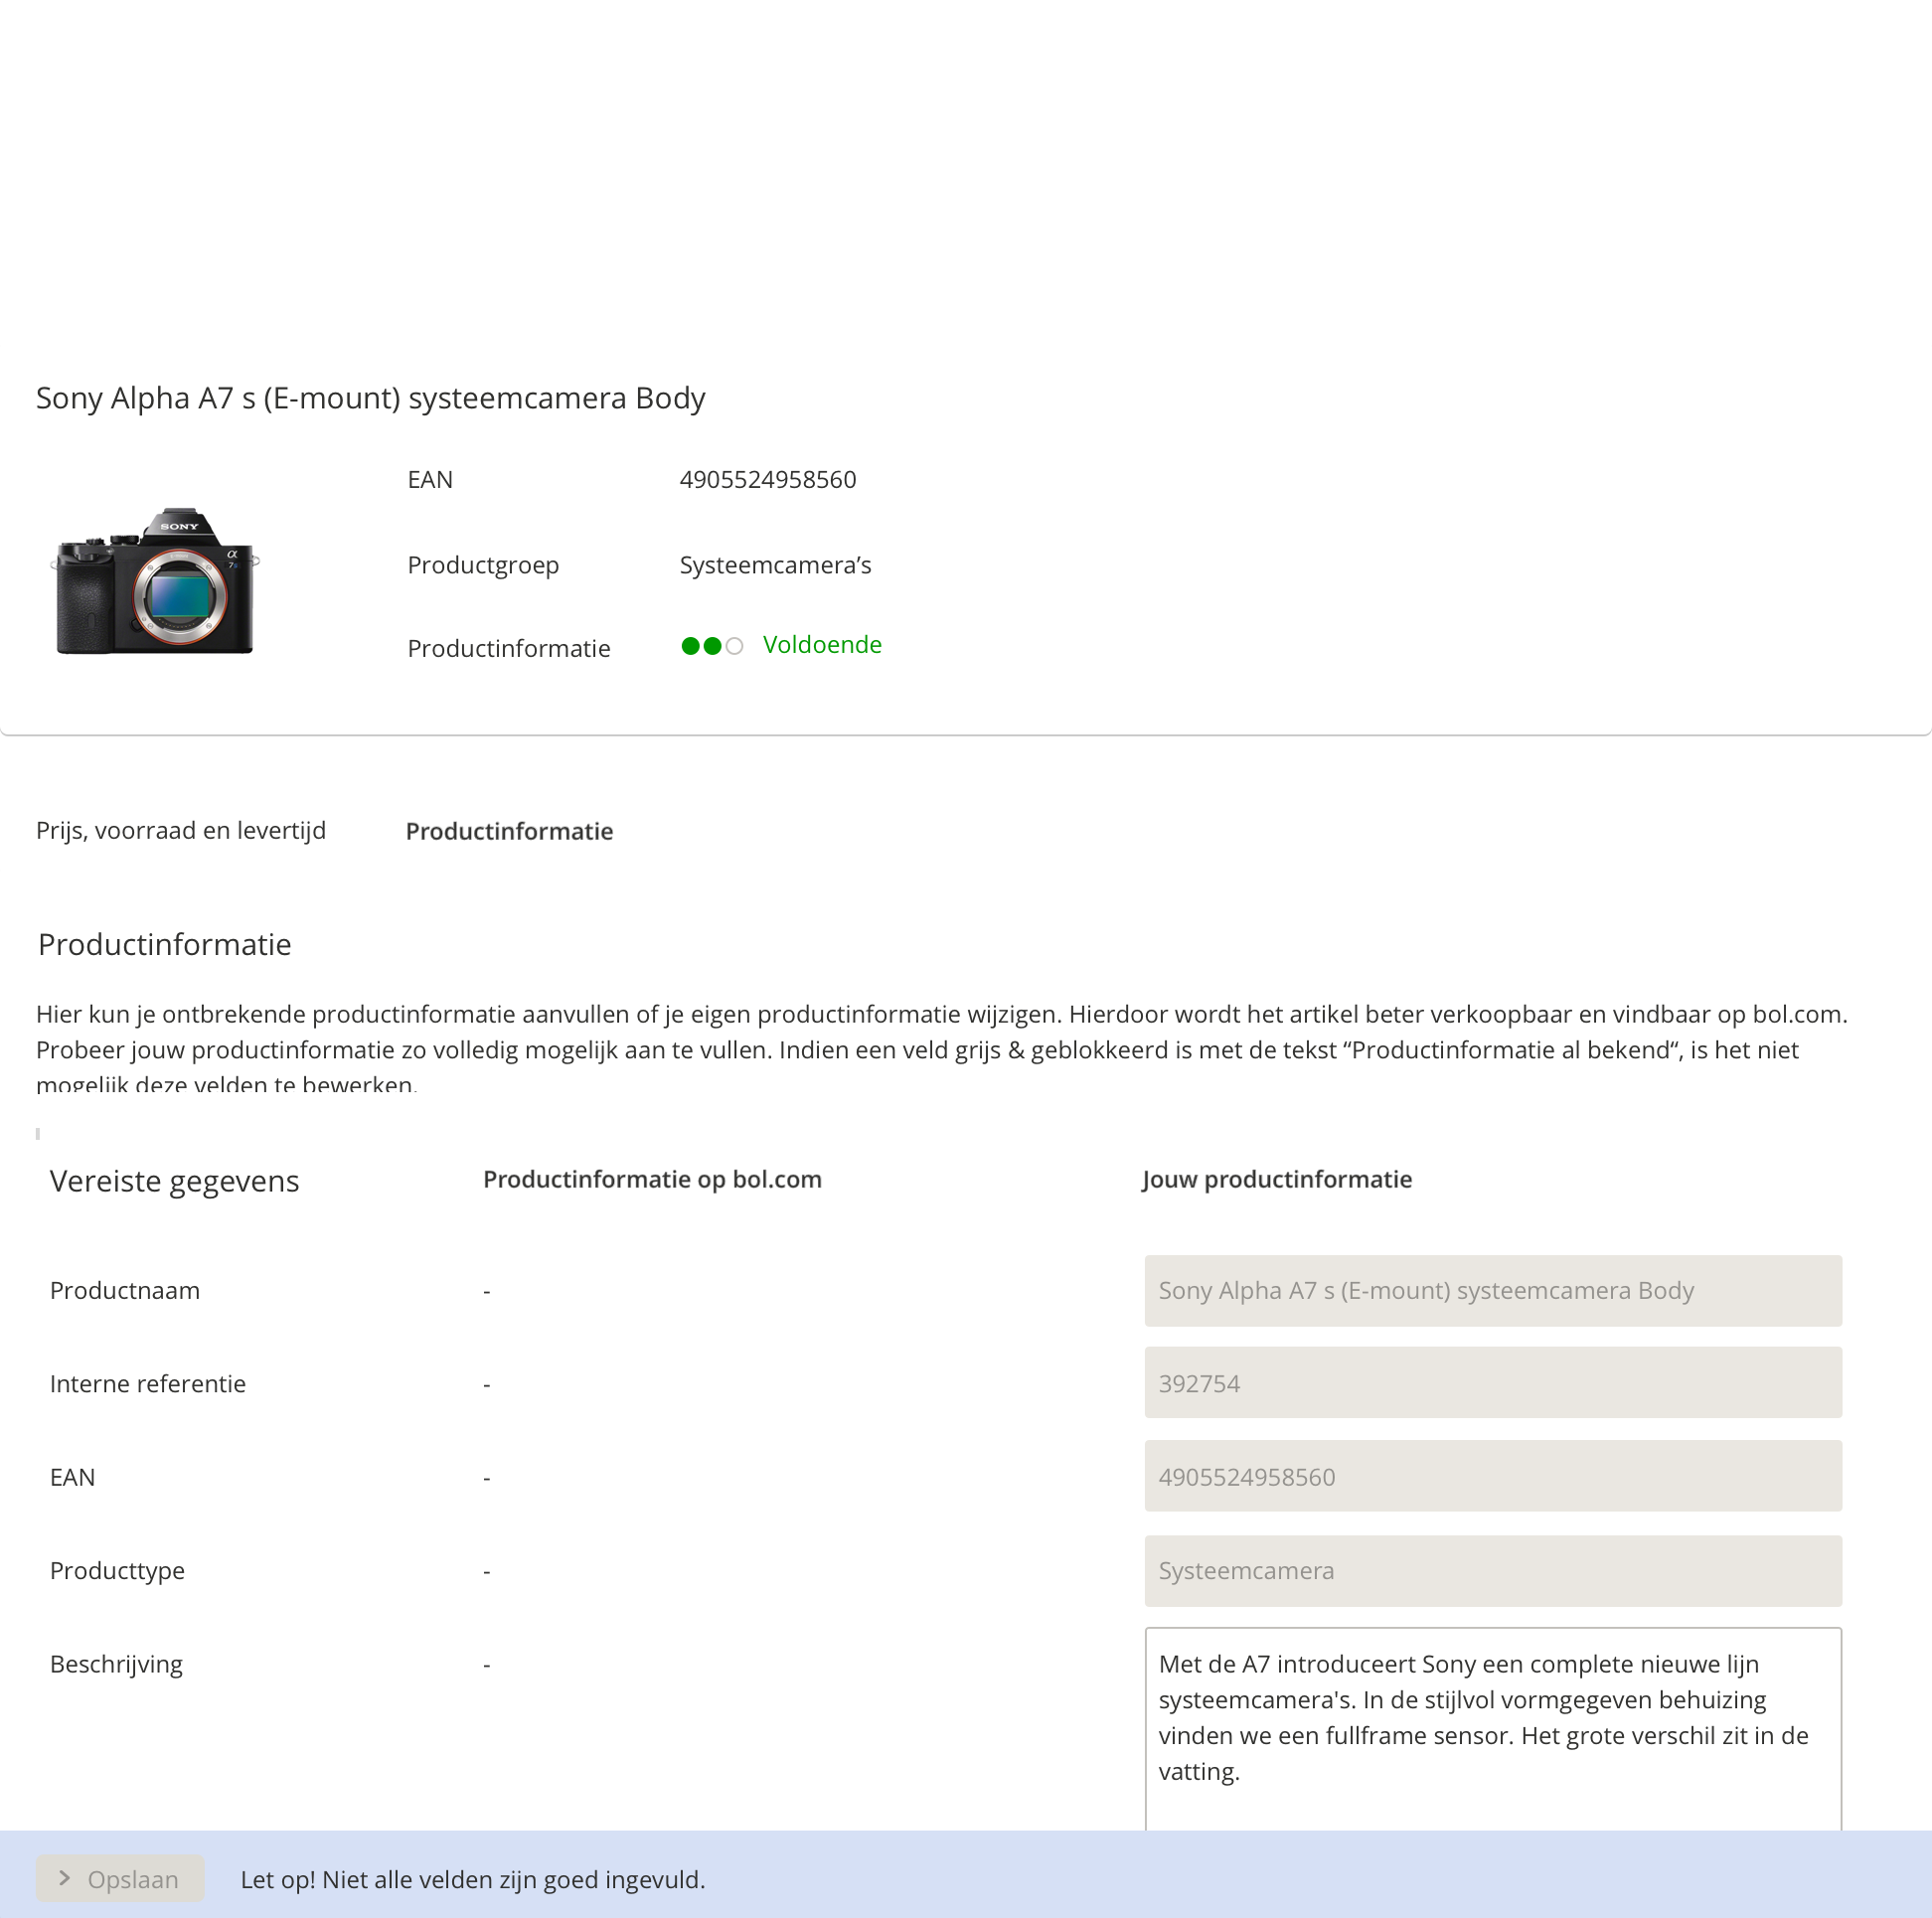 Sony Alpha A7 s (E-mount) systeemcamera Body
EAN 4905524958560
SONY
α
7s
Productgroep Systeemcamera’s
Productinformatie Voldoende
Prijs, voorraad en levertijd Productinformatie
Productinformatie
Hier kun je ontbrekende productinformatie aanvullen of je eigen productinformatie wijzigen. Hierdoor wordt het artikel beter verkoopbaar en vindbaar op bol.com.
Probeer jouw productinformatie zo volledig mogelijk aan te vullen. Indien een veld grijs & geblokkeerd is met de tekst “Productinformatie al bekend“, is het niet
mogelijk deze velden te bewerken.
Vereiste gegevens Productinformatie op bol.com Jouw productinformatie
Productnaam - Sony Alpha A7 s (E-mount) systeemcamera Body
Interne referentie - 392754
EAN - 4905524958560
Producttype - Systeemcamera
Beschrijving - Met de A7 introduceert Sony een complete nieuwe lijn
systeemcamera's. In de stijlvol vormgegeven behuizing
vinden we een fullframe sensor. Het grote verschil zit in de
vatting.
Opslaan Let op! Niet alle velden zijn goed ingevuld.